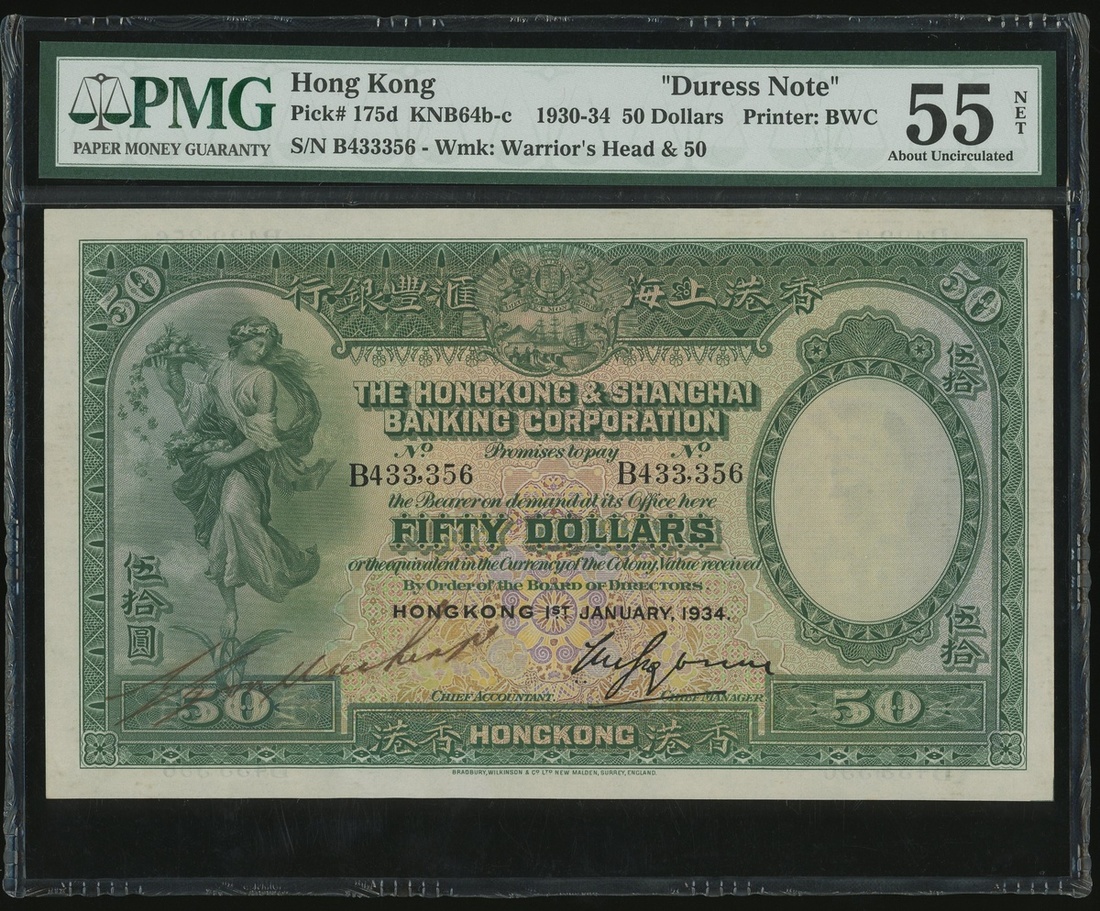 PMG
PAPER MONEY GUARANTY
Hong Kong "Duress Note"
Pick# 175d KNB64b-c 1930-34 50 Dollars Printer: BWC
S/N B433356 - Wmk: Warrior's Head & 50
55
NET
About Uncirculated
50 50
行銀豐滙 海上港香
THE HONGKONG & SHANGHAI
BANKING CORPORATION
Nº Promises to pay Nº
B433,356 B433,356
the Bearer on demand at its Office here
FIFTY DOLLARS
or the equivalent in the Currency of the Colony, Value received
By Order of the BOARD OF DIRECTORS.
HONGKONG 1ST JANUARY, 1934.
伍拾圓
伍拾
伍拾
CHIEF ACCOUNTANT. CHIEF MANAGER
50 50
港香 HONGKONG 港香
BRADBURY, WILKINSON & Cº LTD NEW MALDEN, SURREY, ENGLAND.